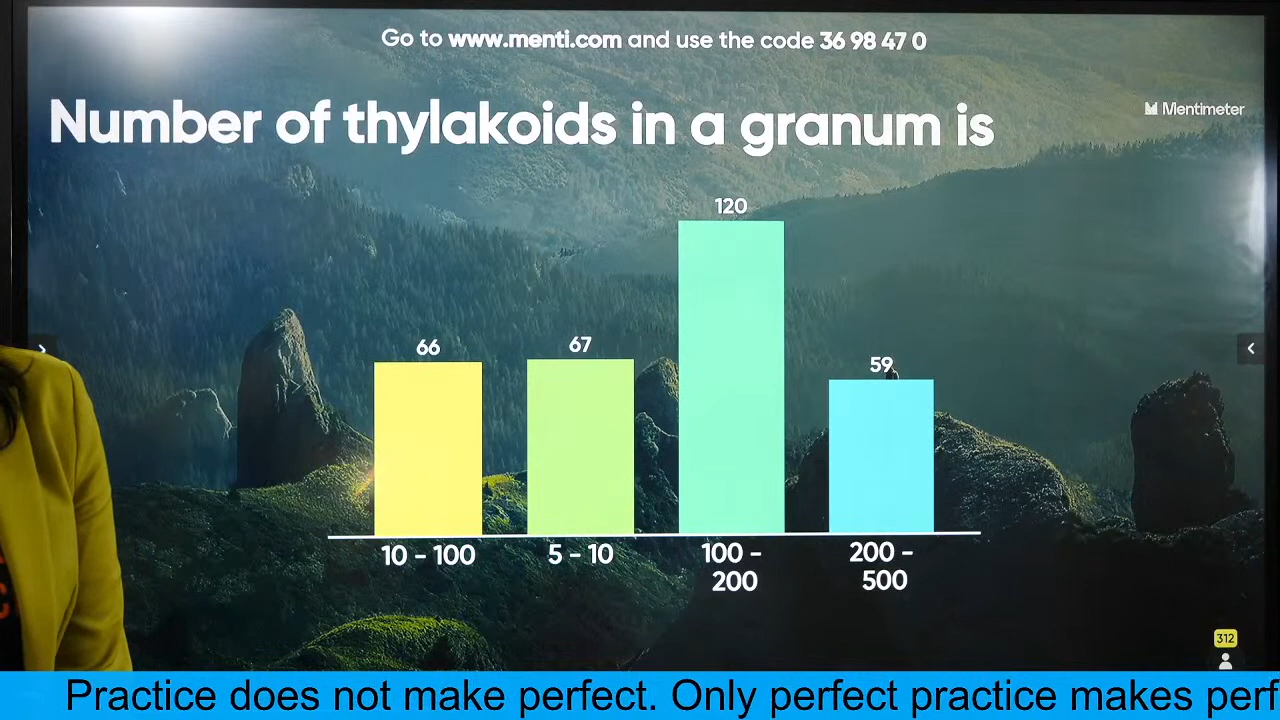 Go to www.menti.com and use the code 36 98 47 0
Number of thylakoids in a granum is
Mentimeter
120
66
67
59
10 - 100
5 - 10
100 -
200
200 -
500
312
Practice does not make perfect. Only perfect practice makes perf